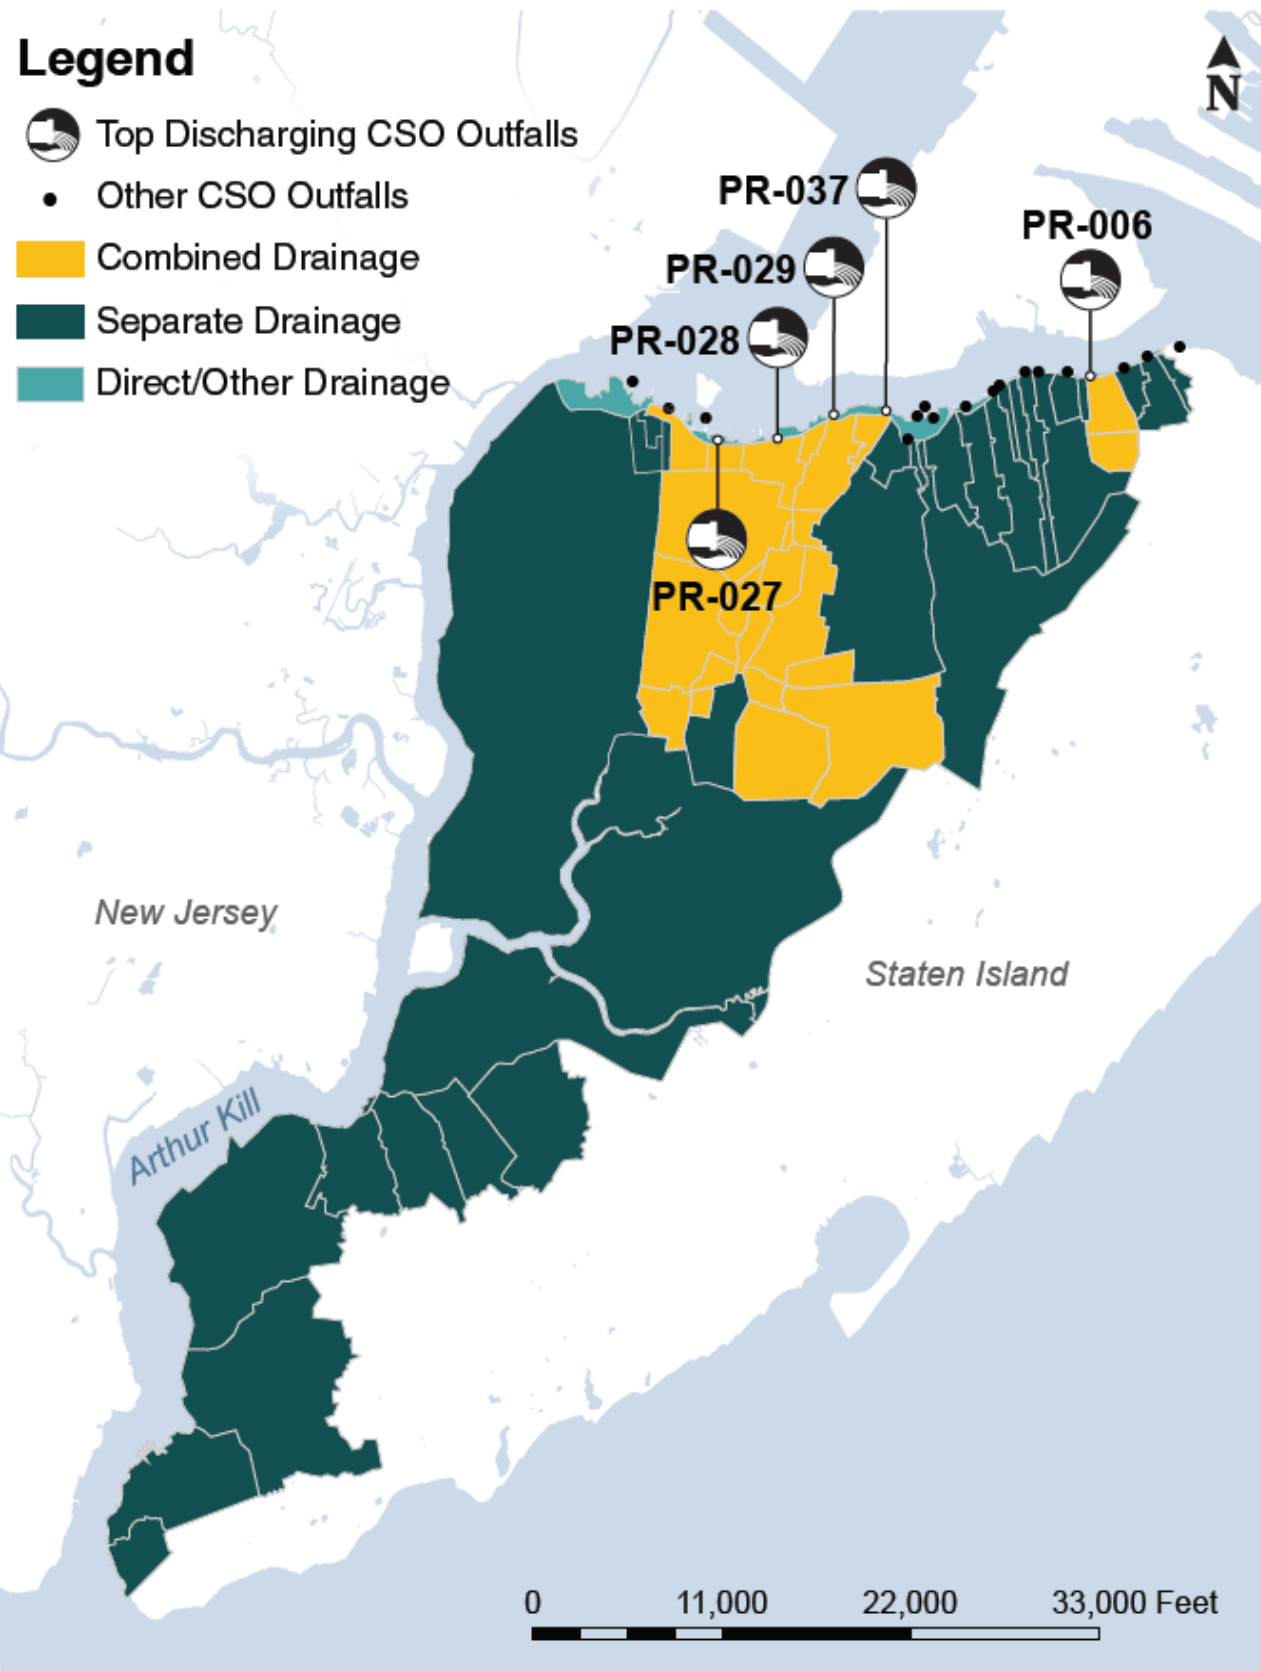 Legend
N
Top Discharging CSO Outfalls
Other CSO Outfalls
Combined Drainage
Separate Drainage
Direct/Other Drainage
PR-037
PR-006
PR-029
PR-028
PR-027
New Jersey
Staten Island
Arthur Kill
0 11,000 22,000 33,000 Feet